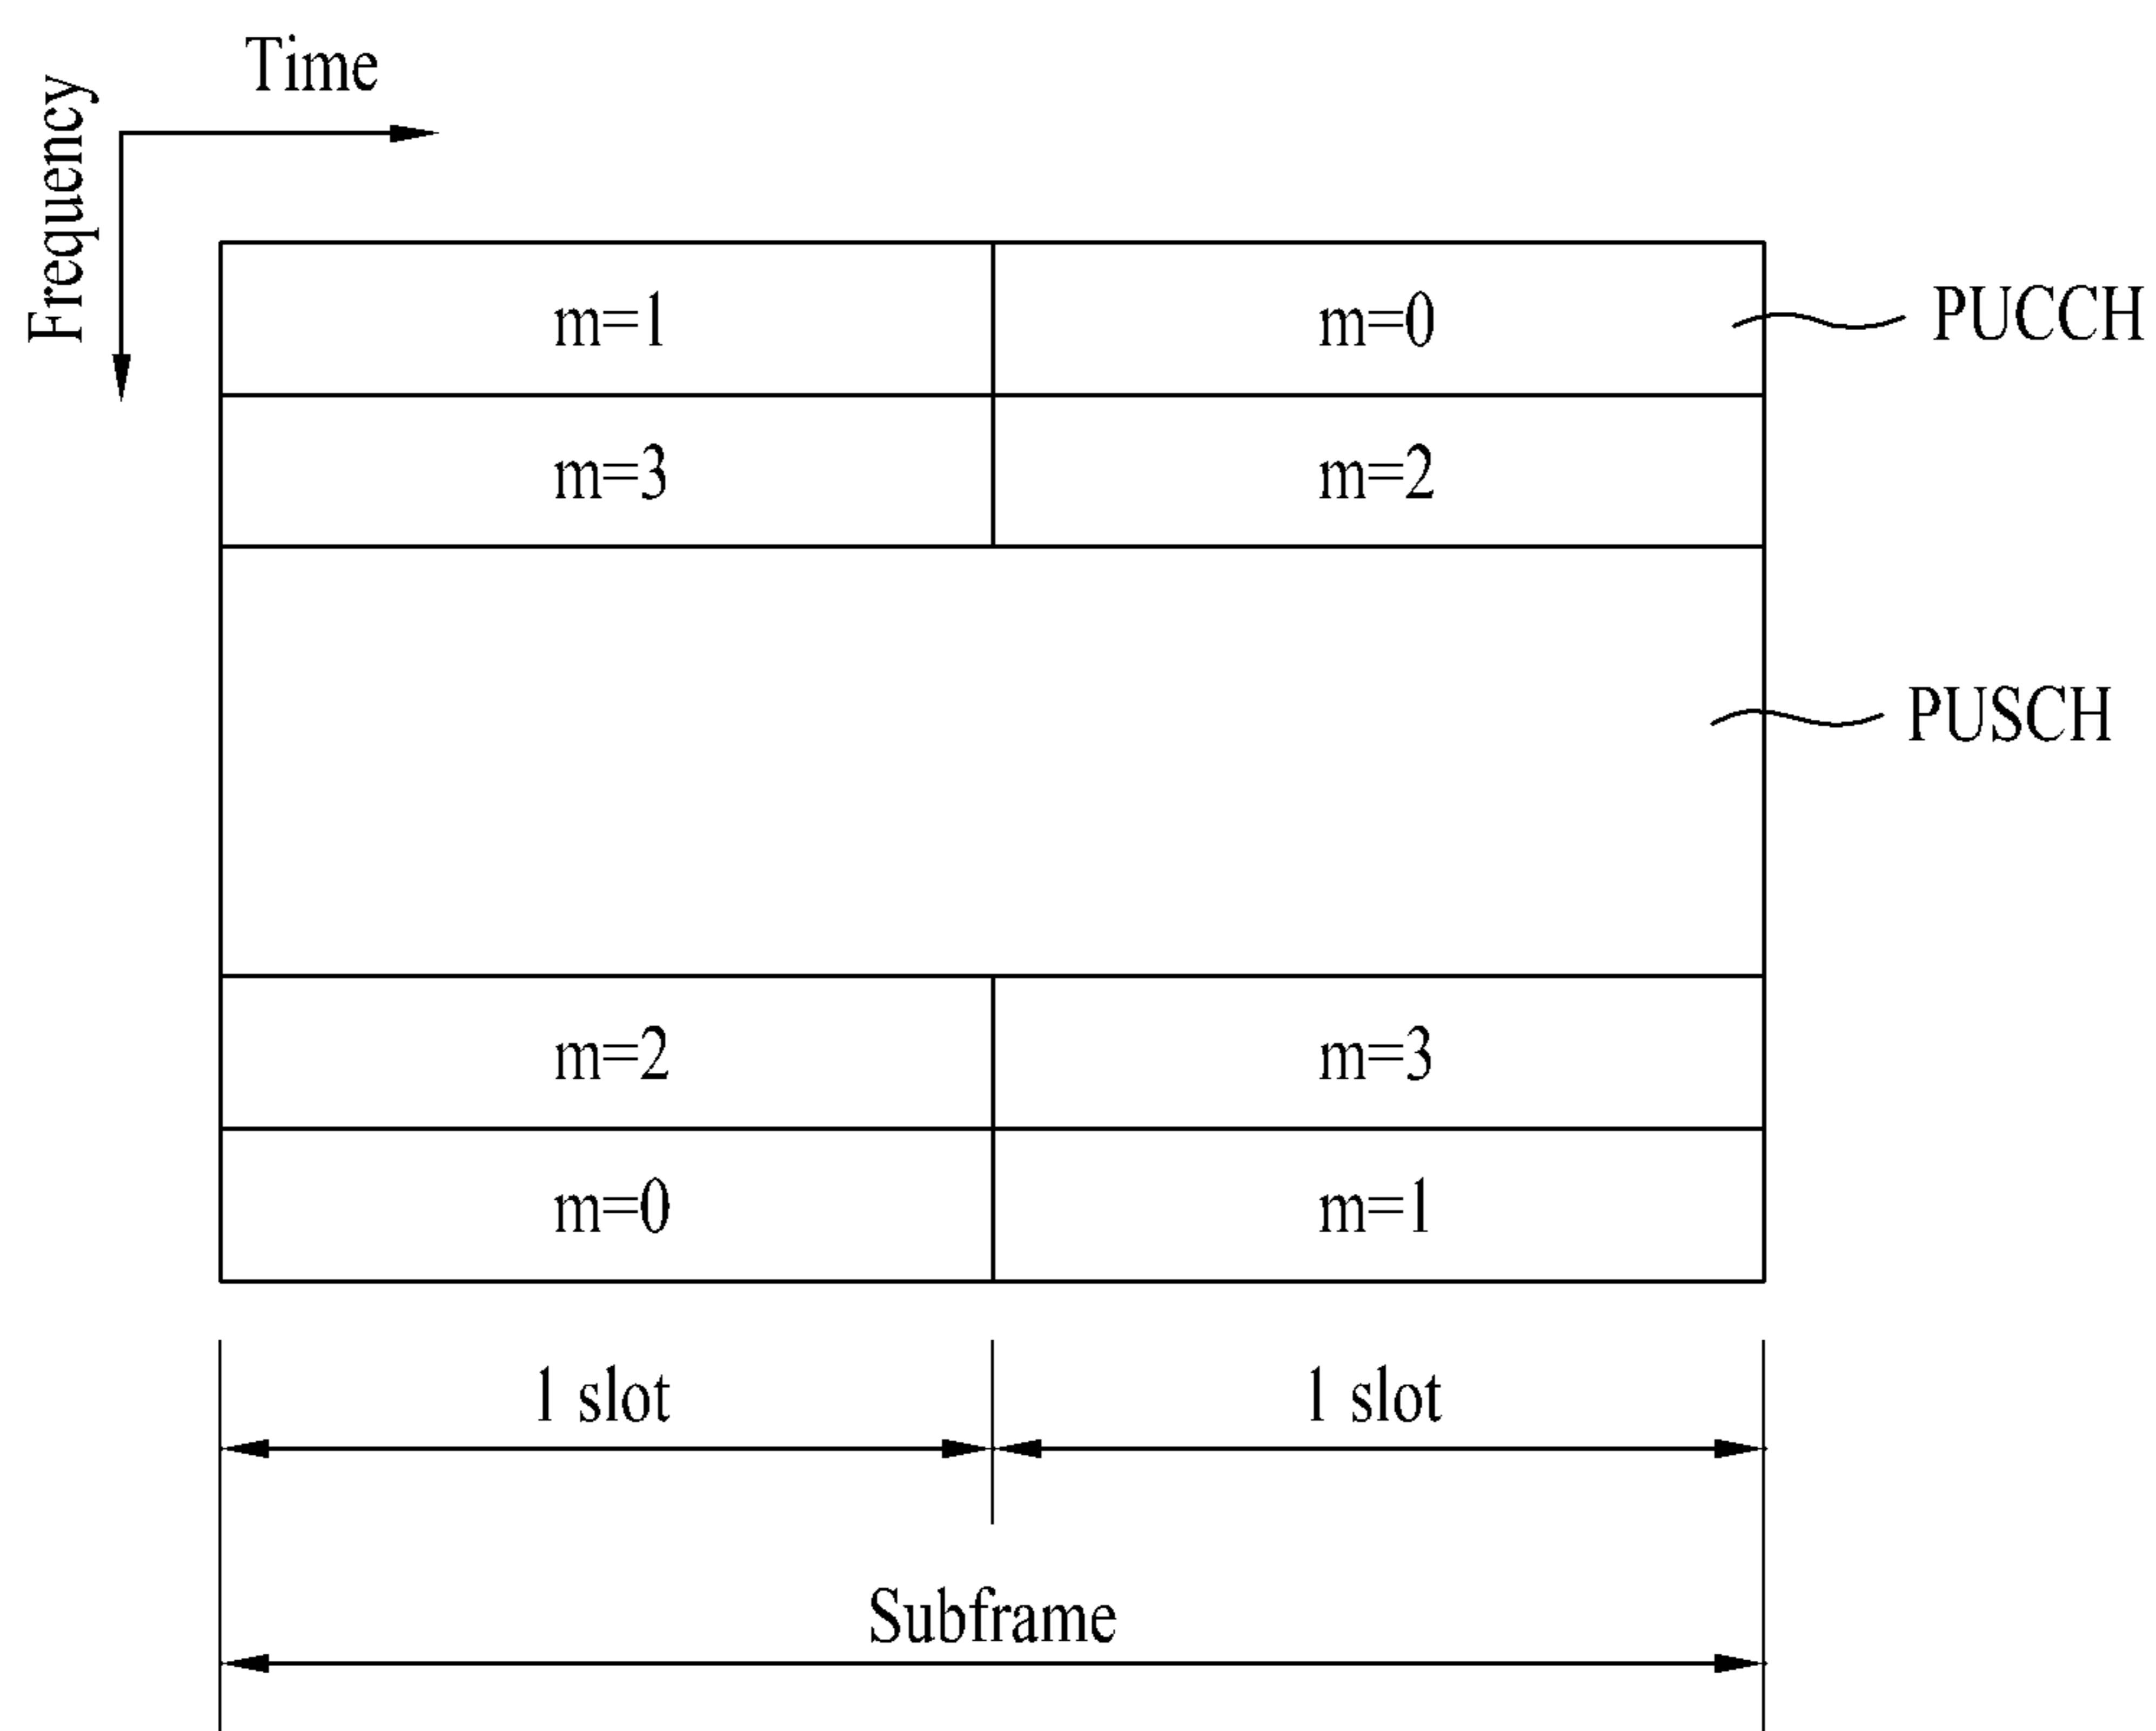 Time
Frequency
m=1
m=0
PUCCH
m=3
m=2
PUSCH
m=2
m=3
m=0
m=1
1 slot
1 slot
Subframe